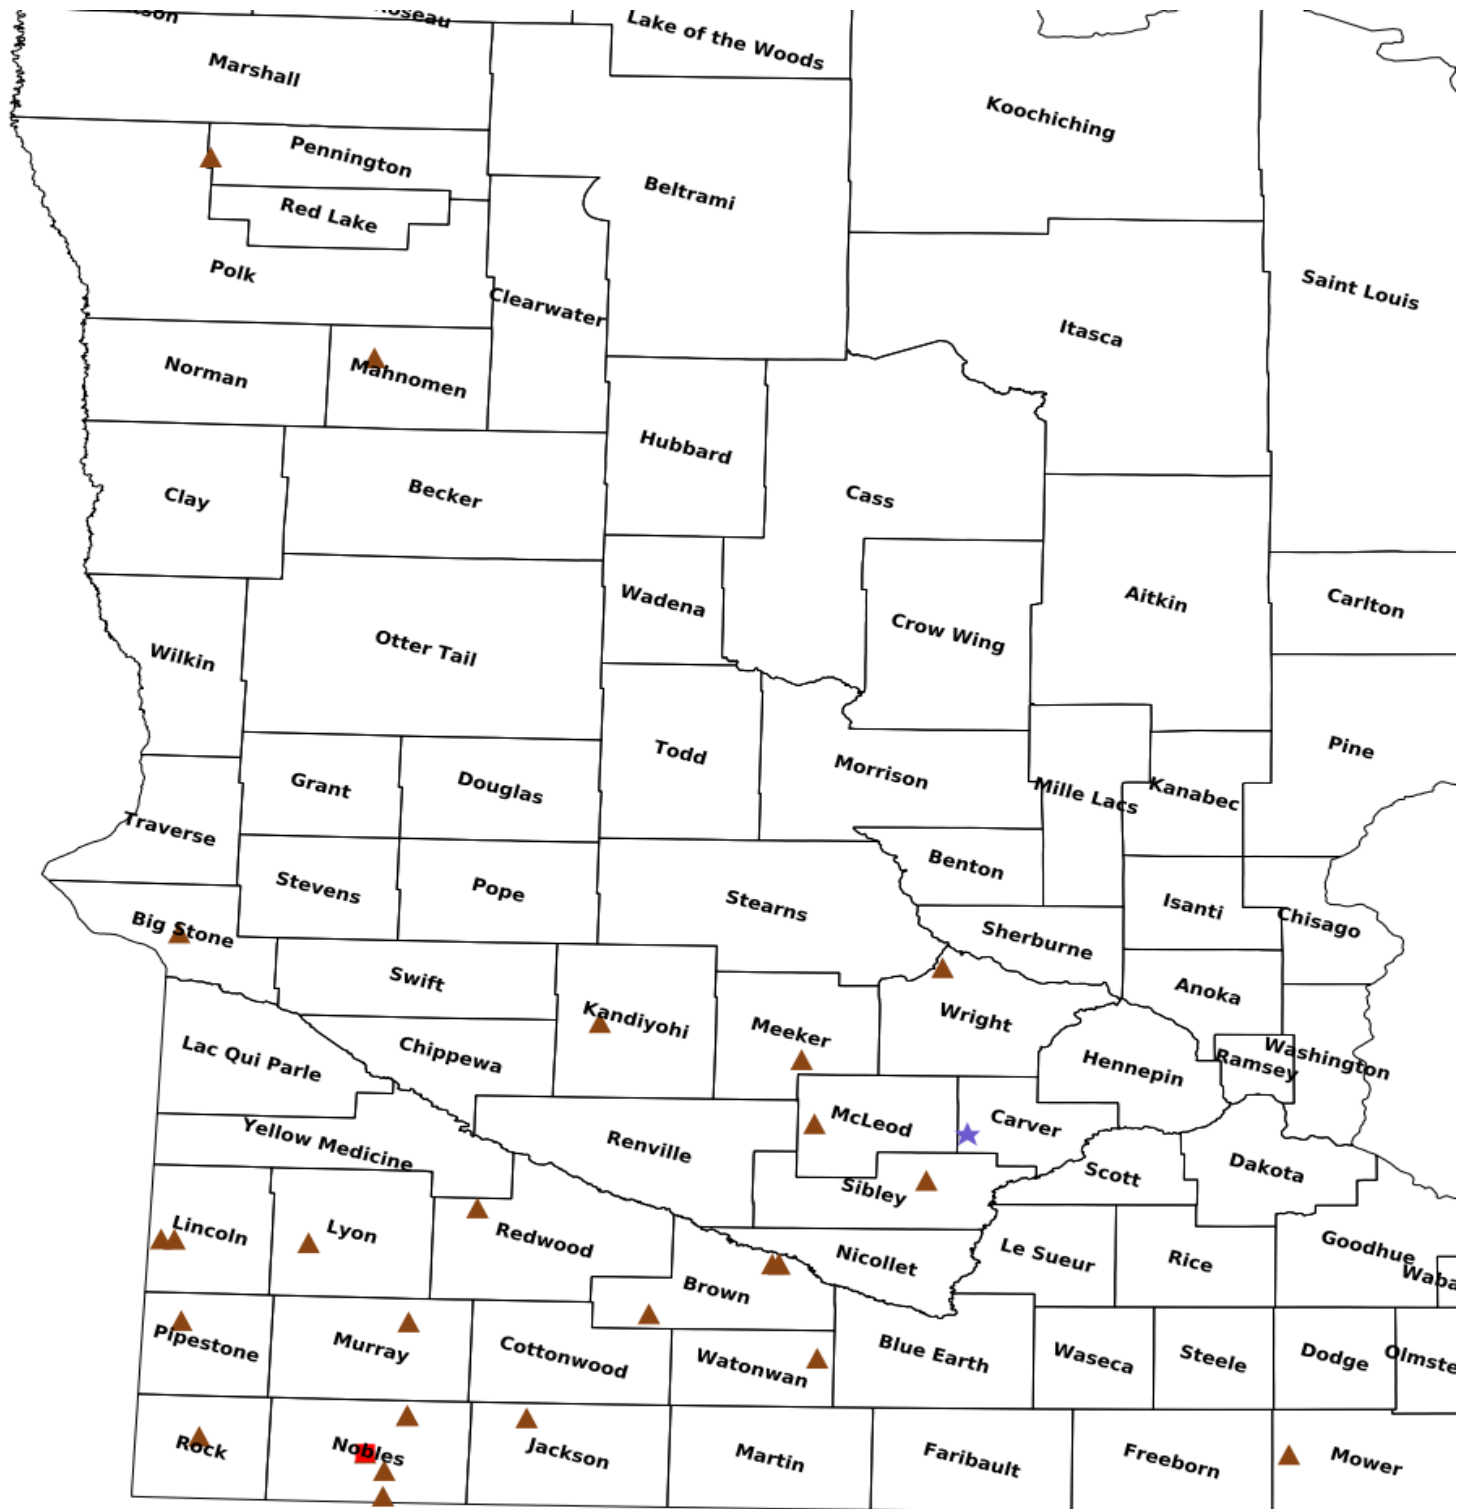 Roseau
Lake of the Woods
Marshall
Koochiching
Pennington
Beltrami
Red Lake
Polk
Saint Louis
Clearwater
Itasca
Norman
Mahnomen
Hubbard
Clay
Becker
Cass
Wadena
Aitkin
Carlton
Crow Wing
Otter Tail
Wilkin
Todd
Pine
Grant
Douglas
Morrison
Mille Lacs
Kanabec
Traverse
Benton
Stevens
Pope
Stearns
Isanti
Chisago
Big Stone
Sherburne
Swift
Anoka
Kandiyohi
Meeker
Wright
Lac Qui Parle
Chippewa
Hennepin
Ramsey
Washington
McLeod
Carver
Yellow Medicine
Renville
Scott
Dakota
Sibley
Lincoln
Lyon
Redwood
Nicollet
Le Sueur
Rice
Goodhue
Waba
Brown
Pipestone
Murray
Cottonwood
Watonwan
Blue Earth
Waseca
Steele
Dodge
Olmste
Rock
Nobles
Jackson
Martin
Faribault
Freeborn
Mower